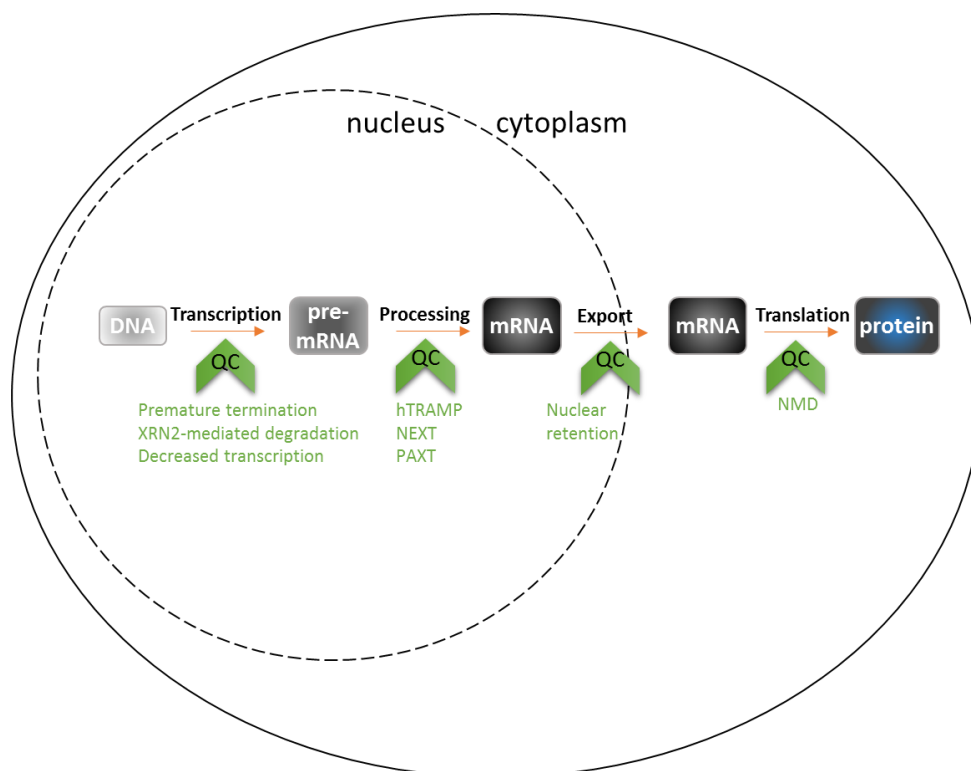 nucleus cytoplasm
DNA
Transcription
pre-
mRNA
Processing
mRNA
Export
mRNA
Translation
protein
QC
QC
QC
QC
Premature termination
XRN2-mediated degradation
Decreased transcription
hTRAMP
NEXT
PAXT
Nuclear
retention
NMD